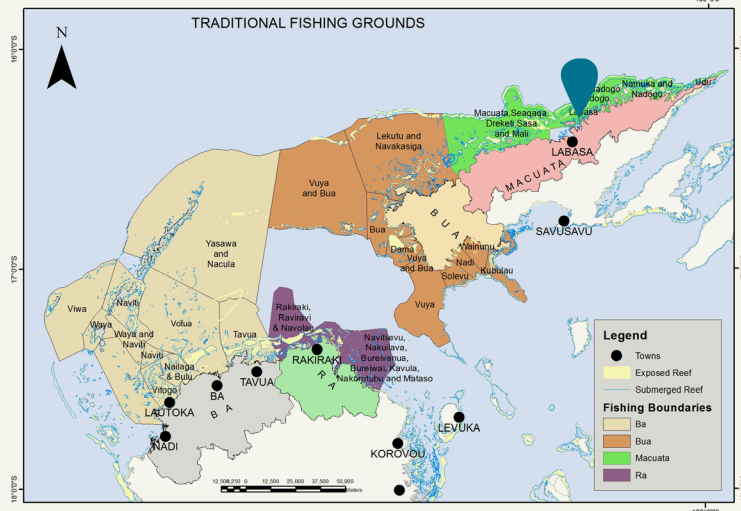 TRADITIONAL FISHING GROUNDS
N
16°0'0"S
17°0'0"S
18°0'0"S
Macuata,Seaqaqa,
Dreketi,Sasa
and Mali
Labasa
Namuka and
Nadogo
Udu
LABASA
MACUATA
Lekutu and
Navakasiga
Vuya
and Bua
Bua
BUA
Dama
Vuya
and Bua
Wainunu
Nadi
Solevu
Kubulau
Vuya
SAVUSAVU
Yasawa
and
Nacula
Viwa
Naviti
Waya
Waya and
Naviti
Votua
Tavua
Naviti
Nailaga
& Bulu
Vitogo
Rakiraki,
Raviravi
& Navolau
Navitilevu,
Nakuilava,
Bureivanua,
Bureiwai, Kavula,
Nakorotubu and Mataso
RAKIRAKI
RA
TAVUA
BA
BA
LAUTOKA
NADI
LEVUKA
KOROVOU
12,500
6,250
0
12,500
25,000
37,500
50,000
Meters
Legend
Towns
Exposed Reef
Submerged Reef
Fishing Boundaries
Ba
Bua
Macuata
Ra